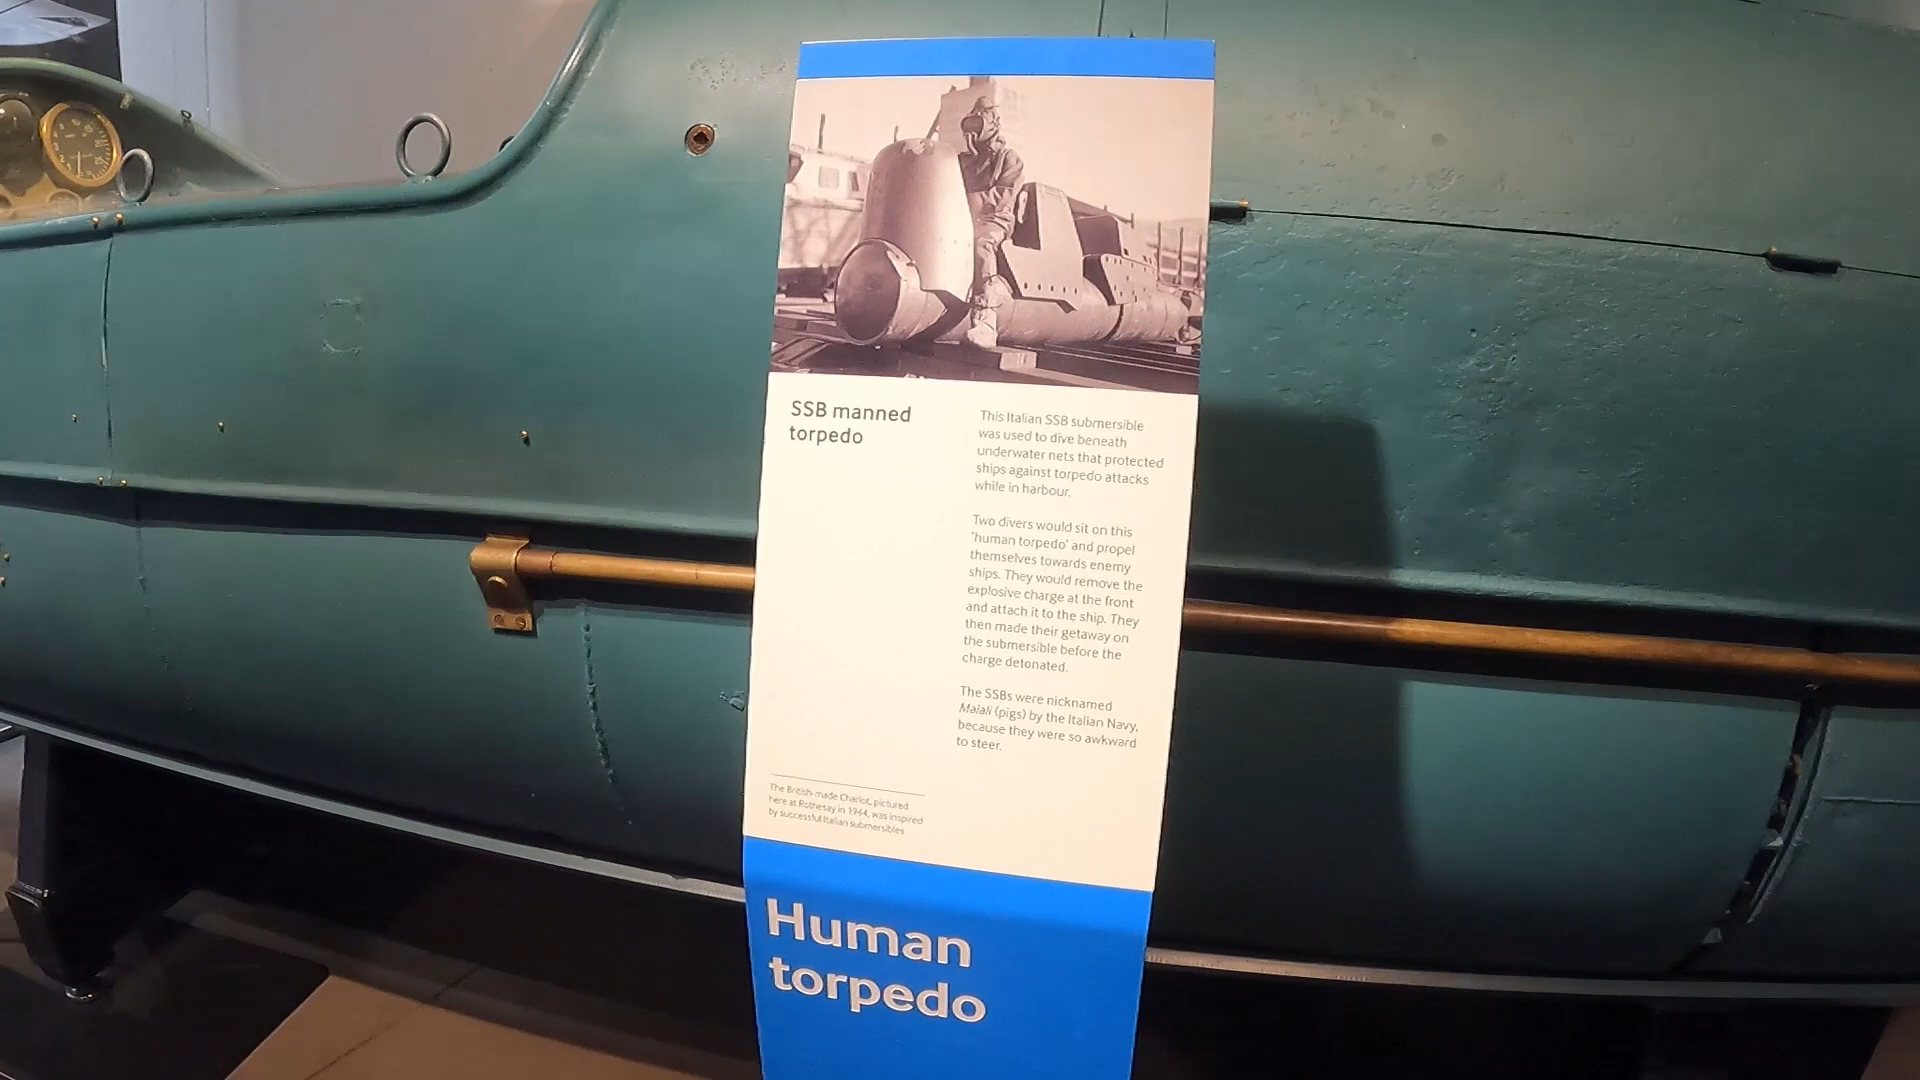 SSB manned
torpedo
This Italian SSB submersible
was used to dive beneath
underwater nets that protected
ships against torpedo attacks
while in harbour.
Two divers would sit on this
'human torpedo' and propel
themselves towards enemy
ships. They would remove the
explosive charge at the front
and attach it to the ship. They
then made their getaway on
the submersible before the
charge detonated.
The SSBs were nicknamed
Maiali (pigs) by the Italian Navy,
because they were so awkward
to steer.
The British-made Chariot, pictured
here at Rothesay in 1944, was inspired
by successful Italian submersibles
Human
torpedo